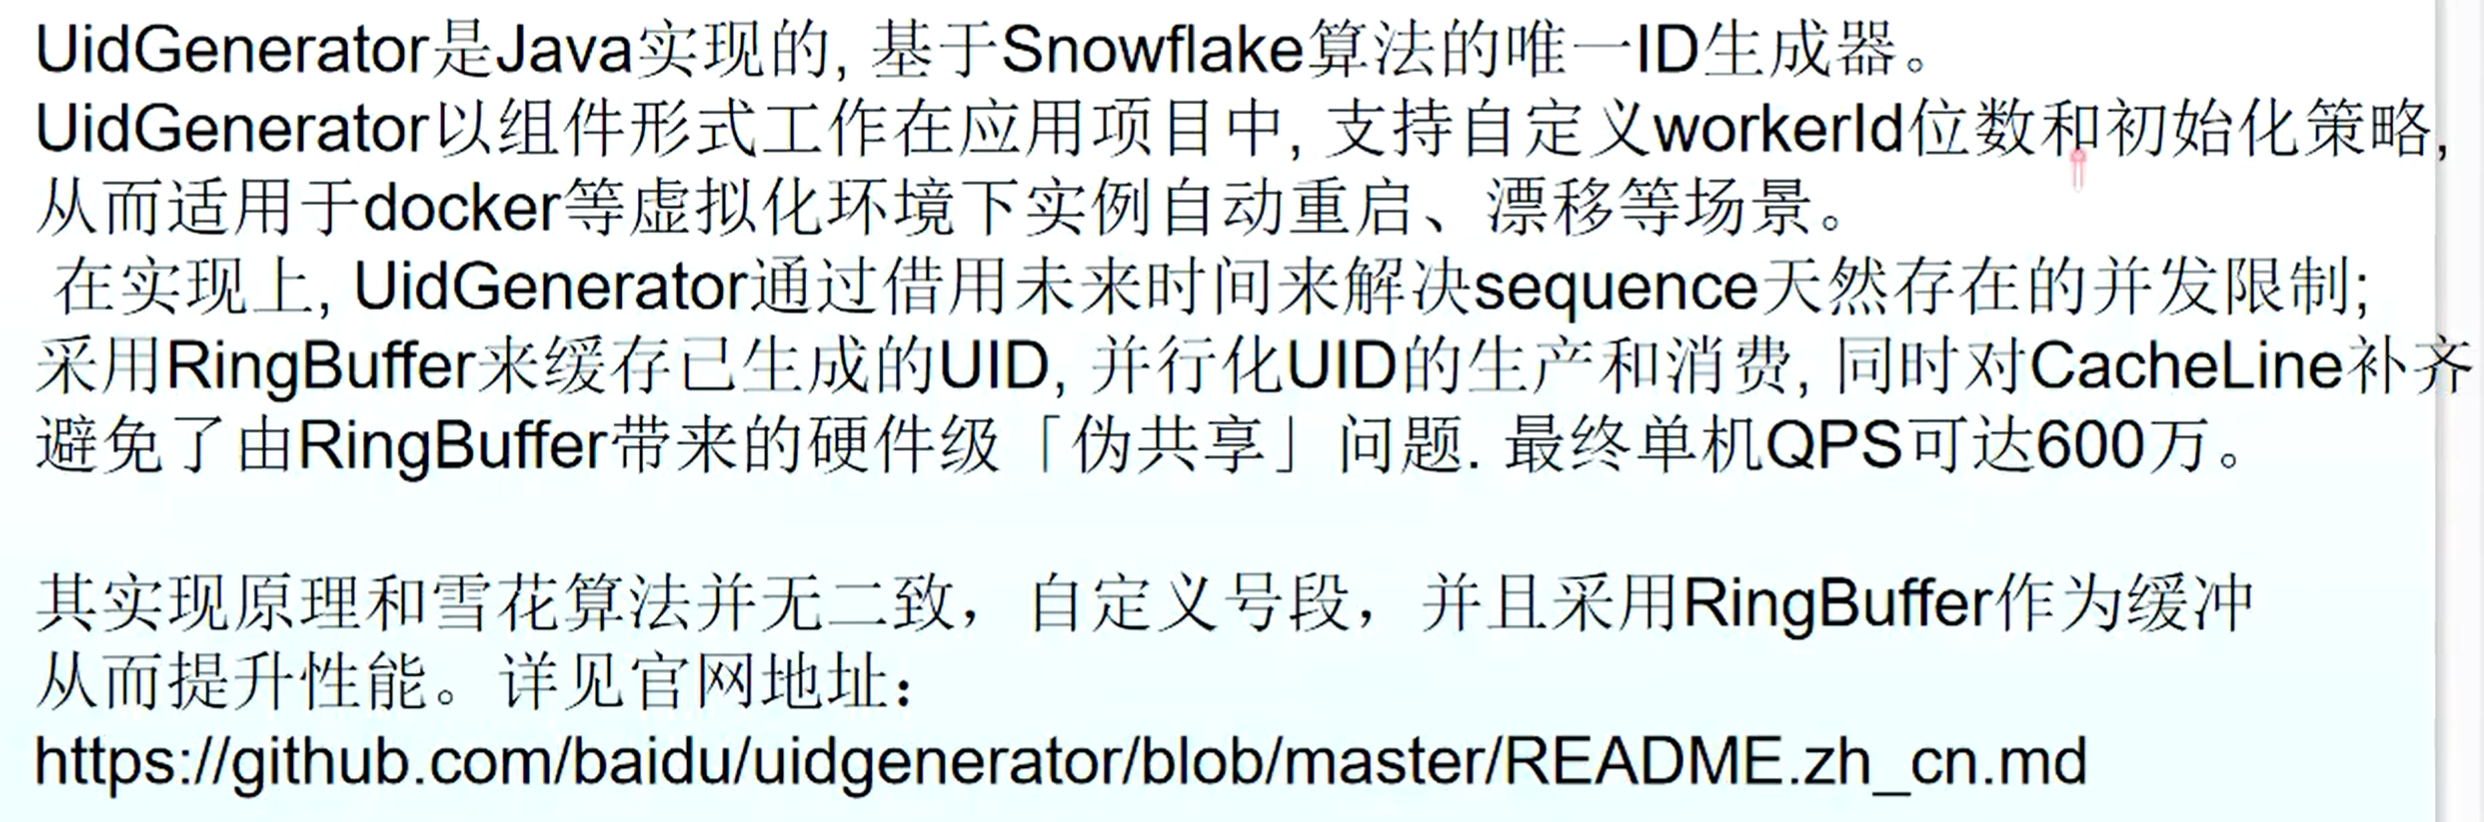 UidGenerator是Java实现的, 基于Snowflake算法的唯一ID生成器。
UidGenerator以组件形式工作在应用项目中, 支持自定义workerId位数和初始化策略,
从而适用于docker等虚拟化环境下实例自动重启、漂移等场景。
在实现上, UidGenerator通过借用未来时间来解决sequence天然存在的并发限制;
采用RingBuffer来缓存已生成的UID, 并行化UID的生产和消费, 同时对CacheLine补齐
避免了由RingBuffer带来的硬件级「伪共享」问题. 最终单机QPS可达600万。
其实现原理和雪花算法并无二致，自定义号段，并且采用RingBuffer作为缓冲
从而提升性能。详见官网地址：
https://github.com/baidu/uidgenerator/blob/master/README.zh_cn.md